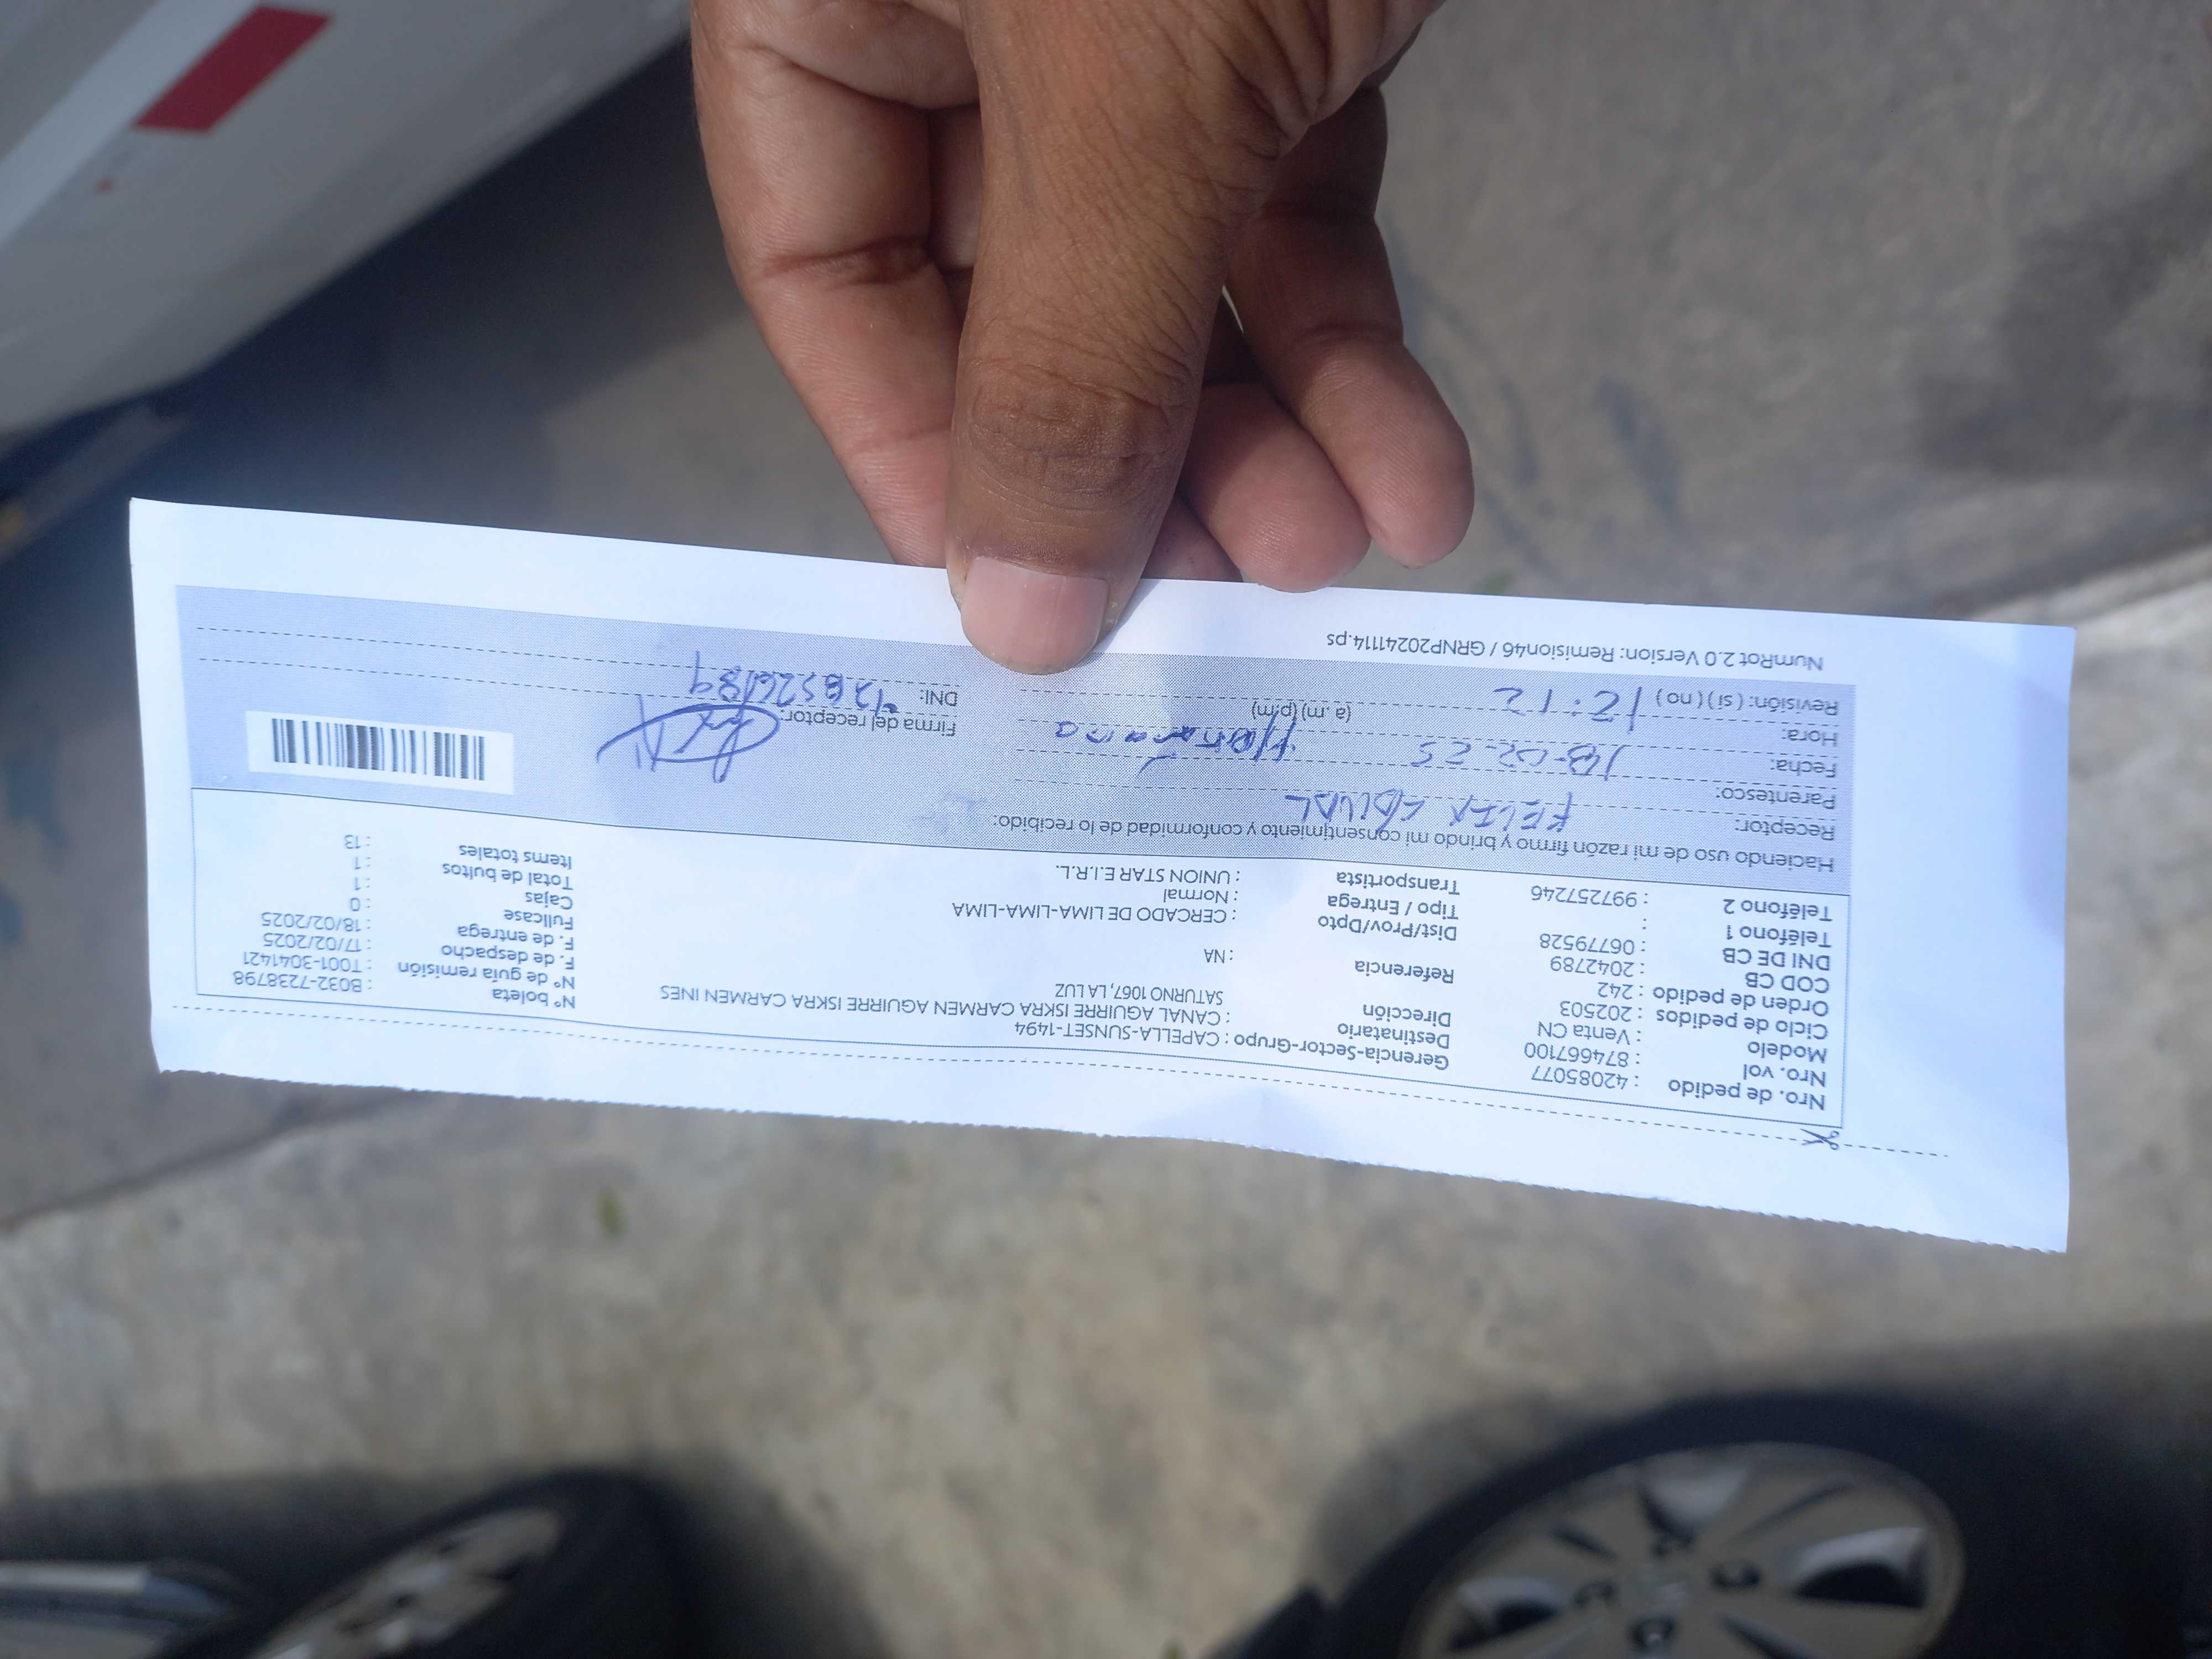 Nro. de pedido : 42085077
Nro. vol : 874667100
Modelo : Venta CN
Ciclo de pedidos : 202503
Orden de pedido : 242
COD CB : 2042789
DNI DE CB : 06779528
Teléfono 1 :
Teléfono 2 : 997257246
Gerencia-Sector-Grupo : CAPELLA-SUNSET-1494
Destinatario : CANAL AGUIRRE ISKRA CARMEN AGUIRRE ISKRA CARMEN INES
Dirección SATURNO 1067, LA LUZ
Referencia : NA
Dist/Prov/Dpto : CERCADO DE LIMA-LIMA-LIMA
Tipo / Entrega : Normal
Transportista : UNION STAR E.I.R.L.
N° boleta : B032-7238798
N° de guía remisión : T001-3041421
F. de despacho : 17/02/2025
F. de entrega : 18/02/2025
Fullcase : 0
Cajas : 1
Total de bultos : 1
Items totales : 13
Haciendo uso de mi razón firmo y brindo mi consentimiento y conformidad de lo recibido:
Receptor: FELIX
Parentesco:
Fecha: 18-02-25
Hora: (a. m) (p.m)
Revisión: ( si ) ( no ) 12:12
Firma del receptor:
DNI:
NumRot 2.0 Version: Remision46 / GRNP20241114.ps